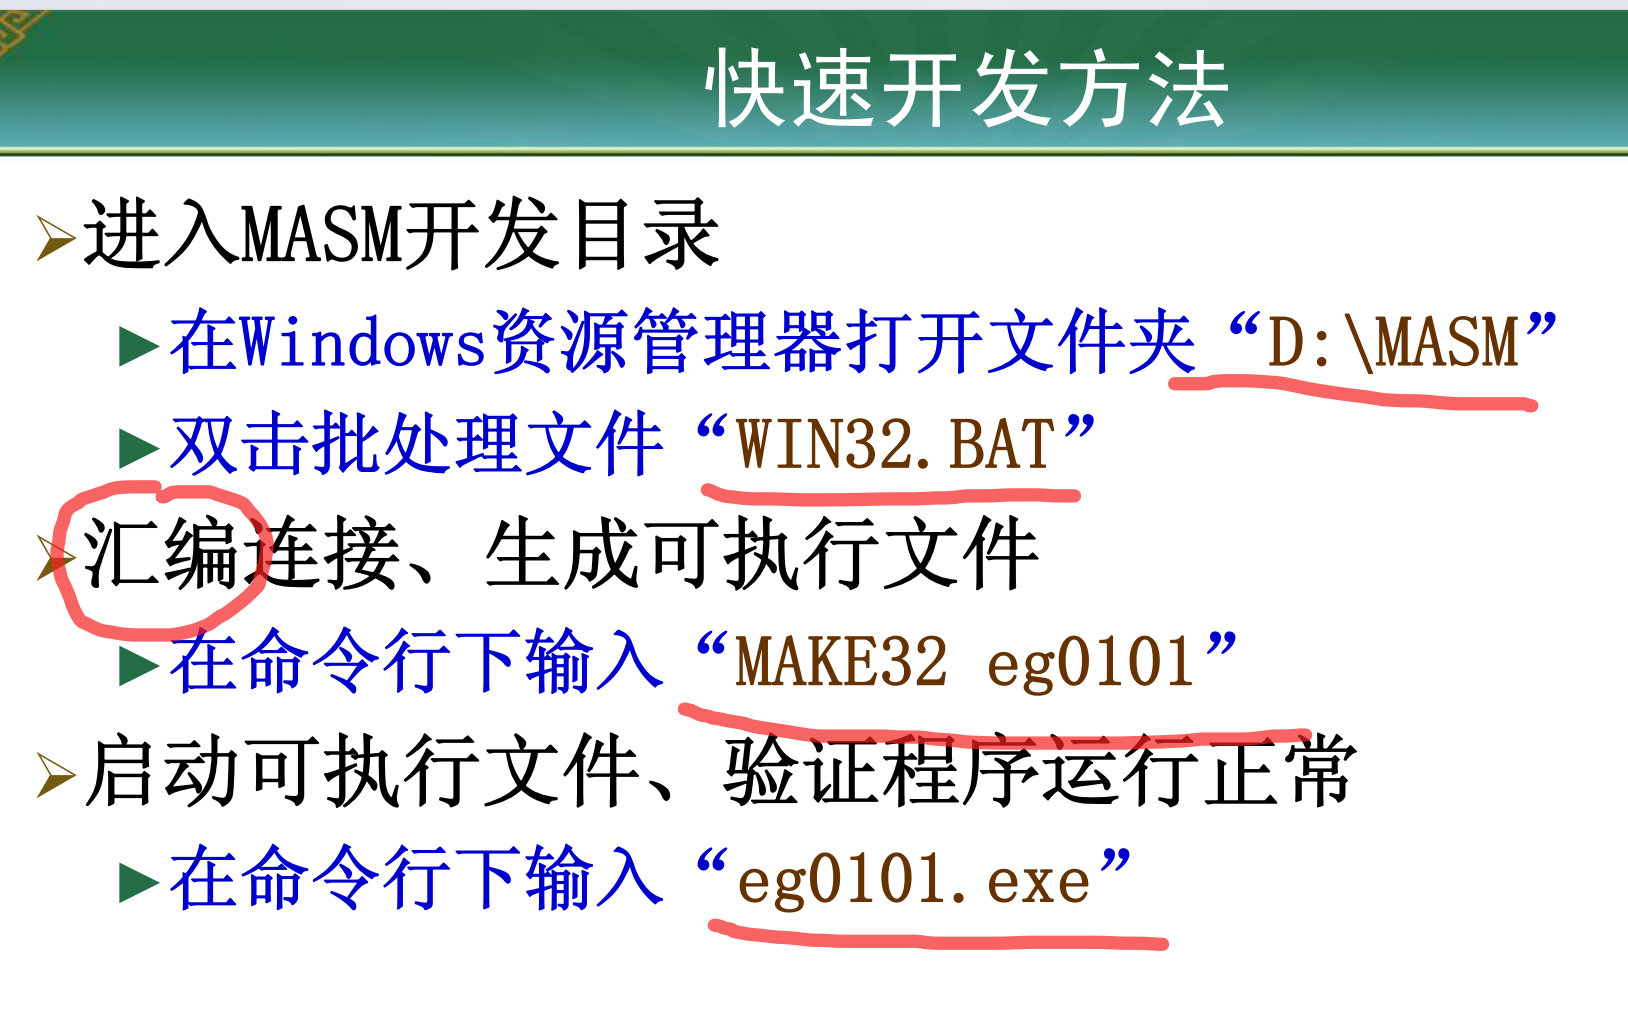 快速开发方法
进入MASM开发目录
在Windows资源管理器打开文件夹“D:\MASM”
双击批处理文件“WIN32.BAT”
汇编连接、生成可执行文件
在命令行下输入“MAKE32 eg0101”
启动可执行文件、验证程序运行正常
在命令行下输入“eg0101.exe”